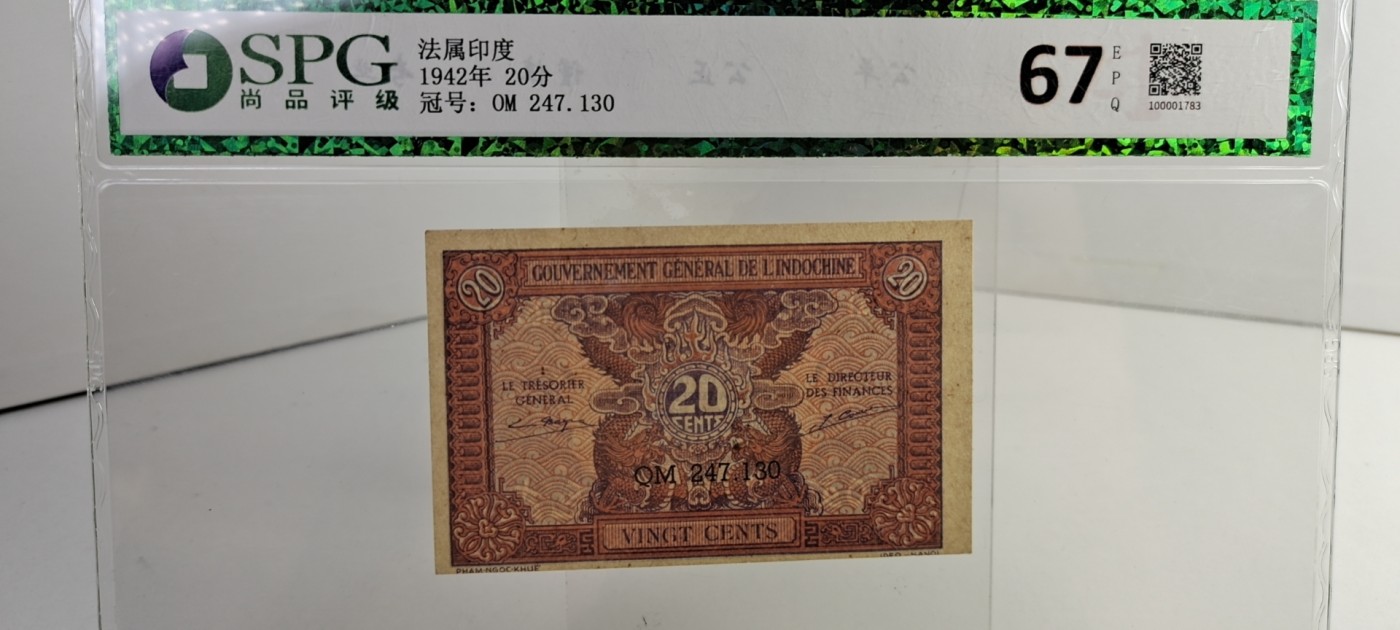 SPG
尚品评级
法属印度
1942年 20分
冠号: OM 247.130
67
EPQ
100001783
20
GOUVERNEMENT GÉNÉRAL DE L'INDOCHINE
20
LE TRÉSORIER
GÉNÉRAL
20
CENTS
LE DIRECTEUR
DES FINANCES
QM 247.130
VINGT CENTS
PHAM-NGOC-KHUE
IDEO-HANOI